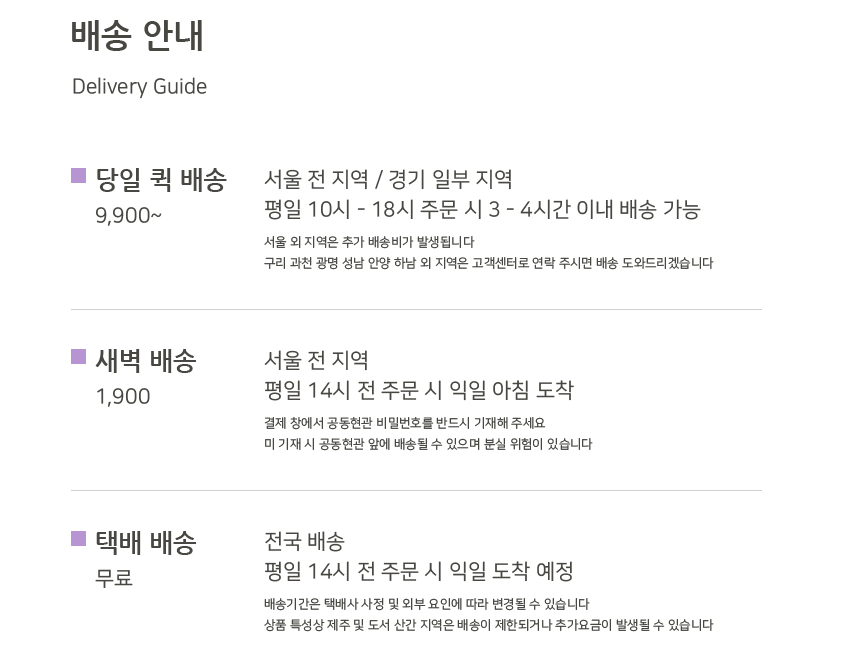 배송 안내
Delivery Guide
당일 퀵 배송
9,900~
서울 전 지역 / 경기 일부 지역
평일 10시 - 18시 주문 시 3 - 4시간 이내 배송 가능
서울 외 지역은 추가 배송비가 발생됩니다
구리 과천 광명 성남 안양 하남 외 지역은 고객센터로 연락 주시면 배송 도와드리겠습니다
새벽 배송
1,900
서울 전 지역
평일 14시 전 주문 시 익일 아침 도착
결제 창에서 공동현관 비밀번호를 반드시 기재해 주세요
미 기재 시 공동현관 앞에 배송될 수 있으며 분실 위험이 있습니다
택배 배송
무료
전국 배송
평일 14시 전 주문 시 익일 도착 예정
배송기간은 택배사 사정 및 외부 요인에 따라 변경될 수 있습니다
상품 특성상 제주 및 도서 산간 지역은 배송이 제한되거나 추가요금이 발생될 수 있습니다